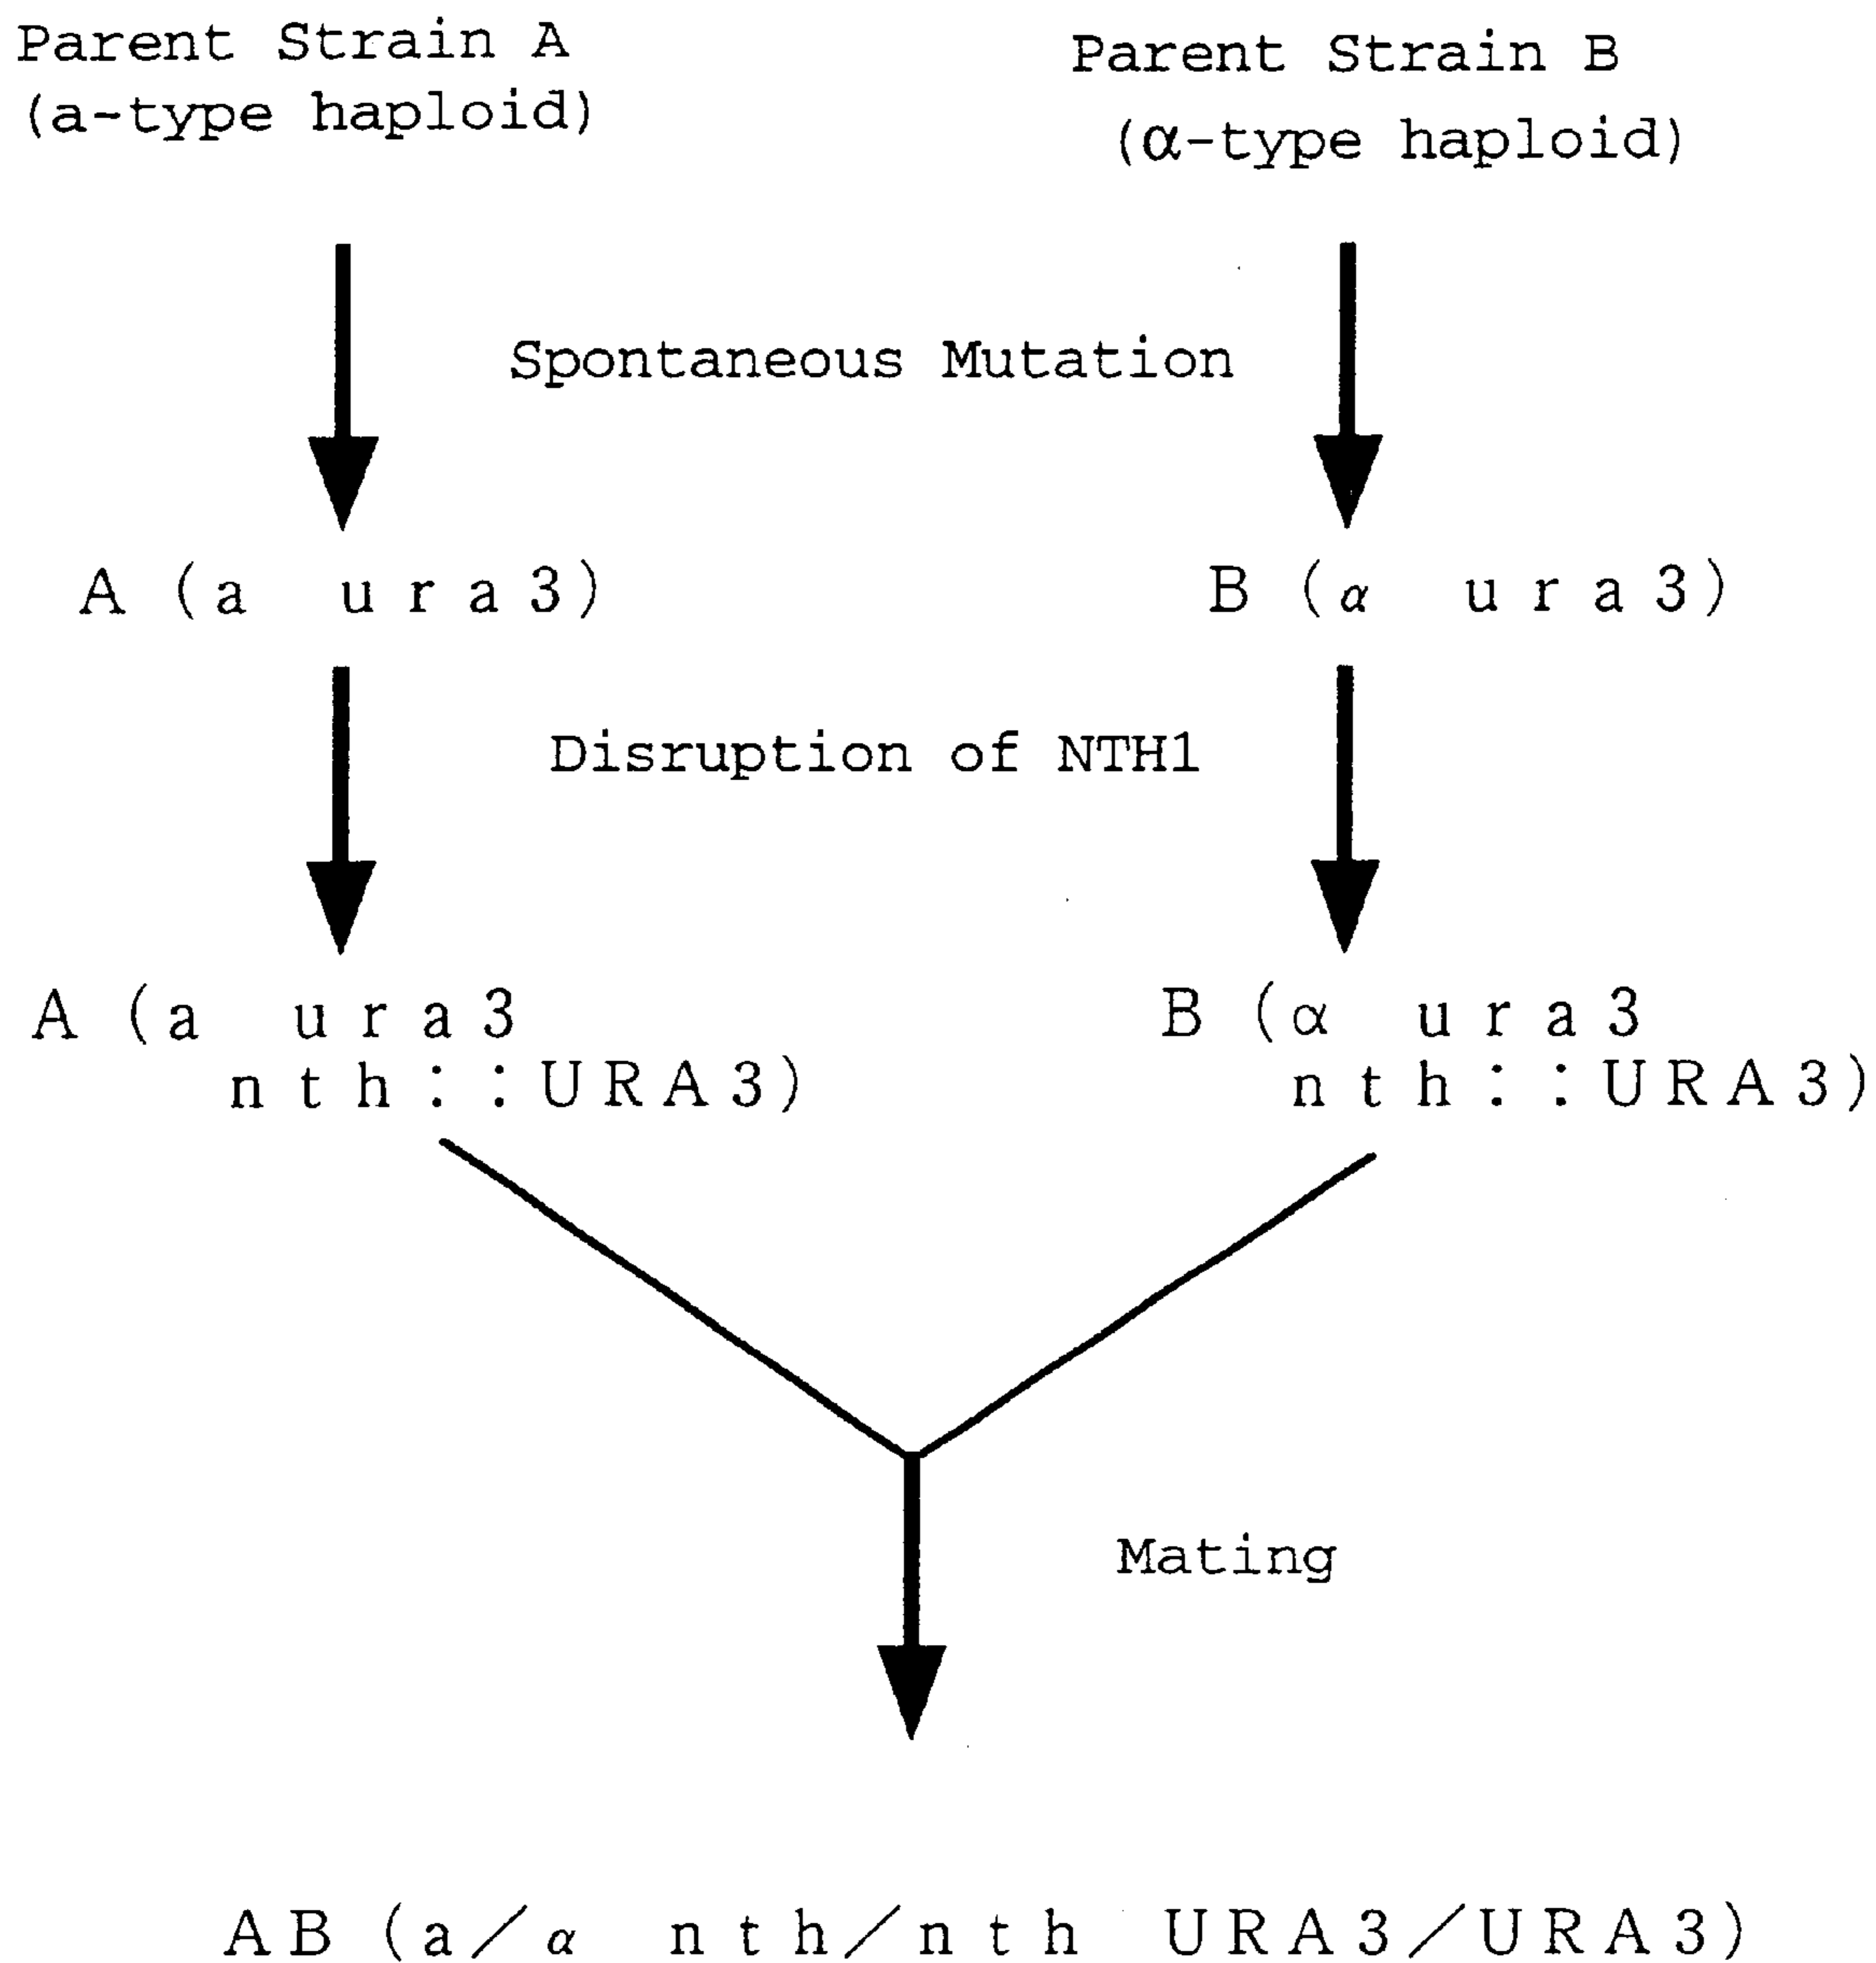 Parent Strain A
(a-type haploid)
Parent Strain B
(α-type haploid)
Spontaneous Mutation
A (a ura3)
B (α ura3)
Disruption of NTH1
A (a ura3
nth::URA3)
B (α ura3
nth::URA3)
Mating
AB (a/α nth/nth URA3/URA3)